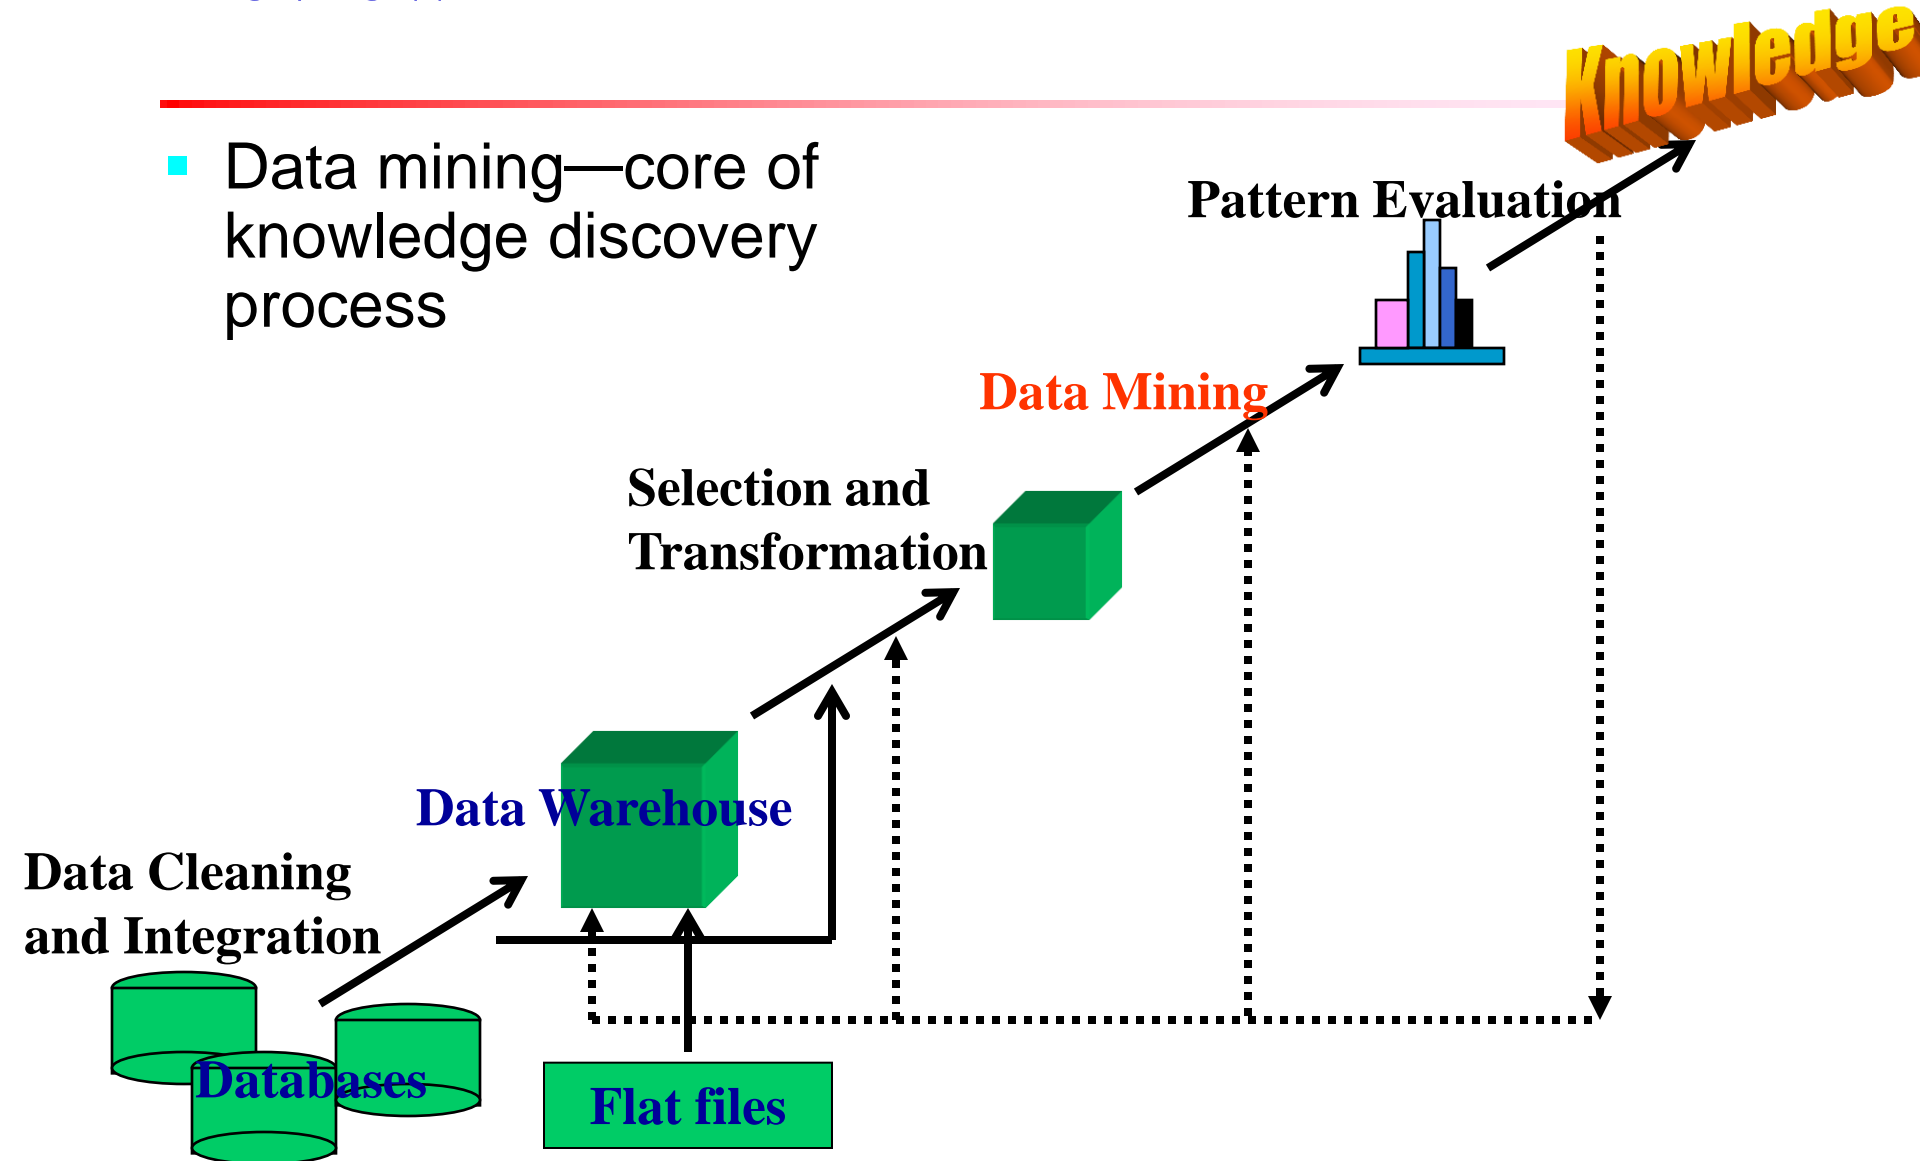 Knowledge
Data mining—core of
knowledge discovery
process
Pattern Evaluation
Data Mining
Selection and
Transformation
Data Warehouse
Data Cleaning
and Integration
Databases
Flat files